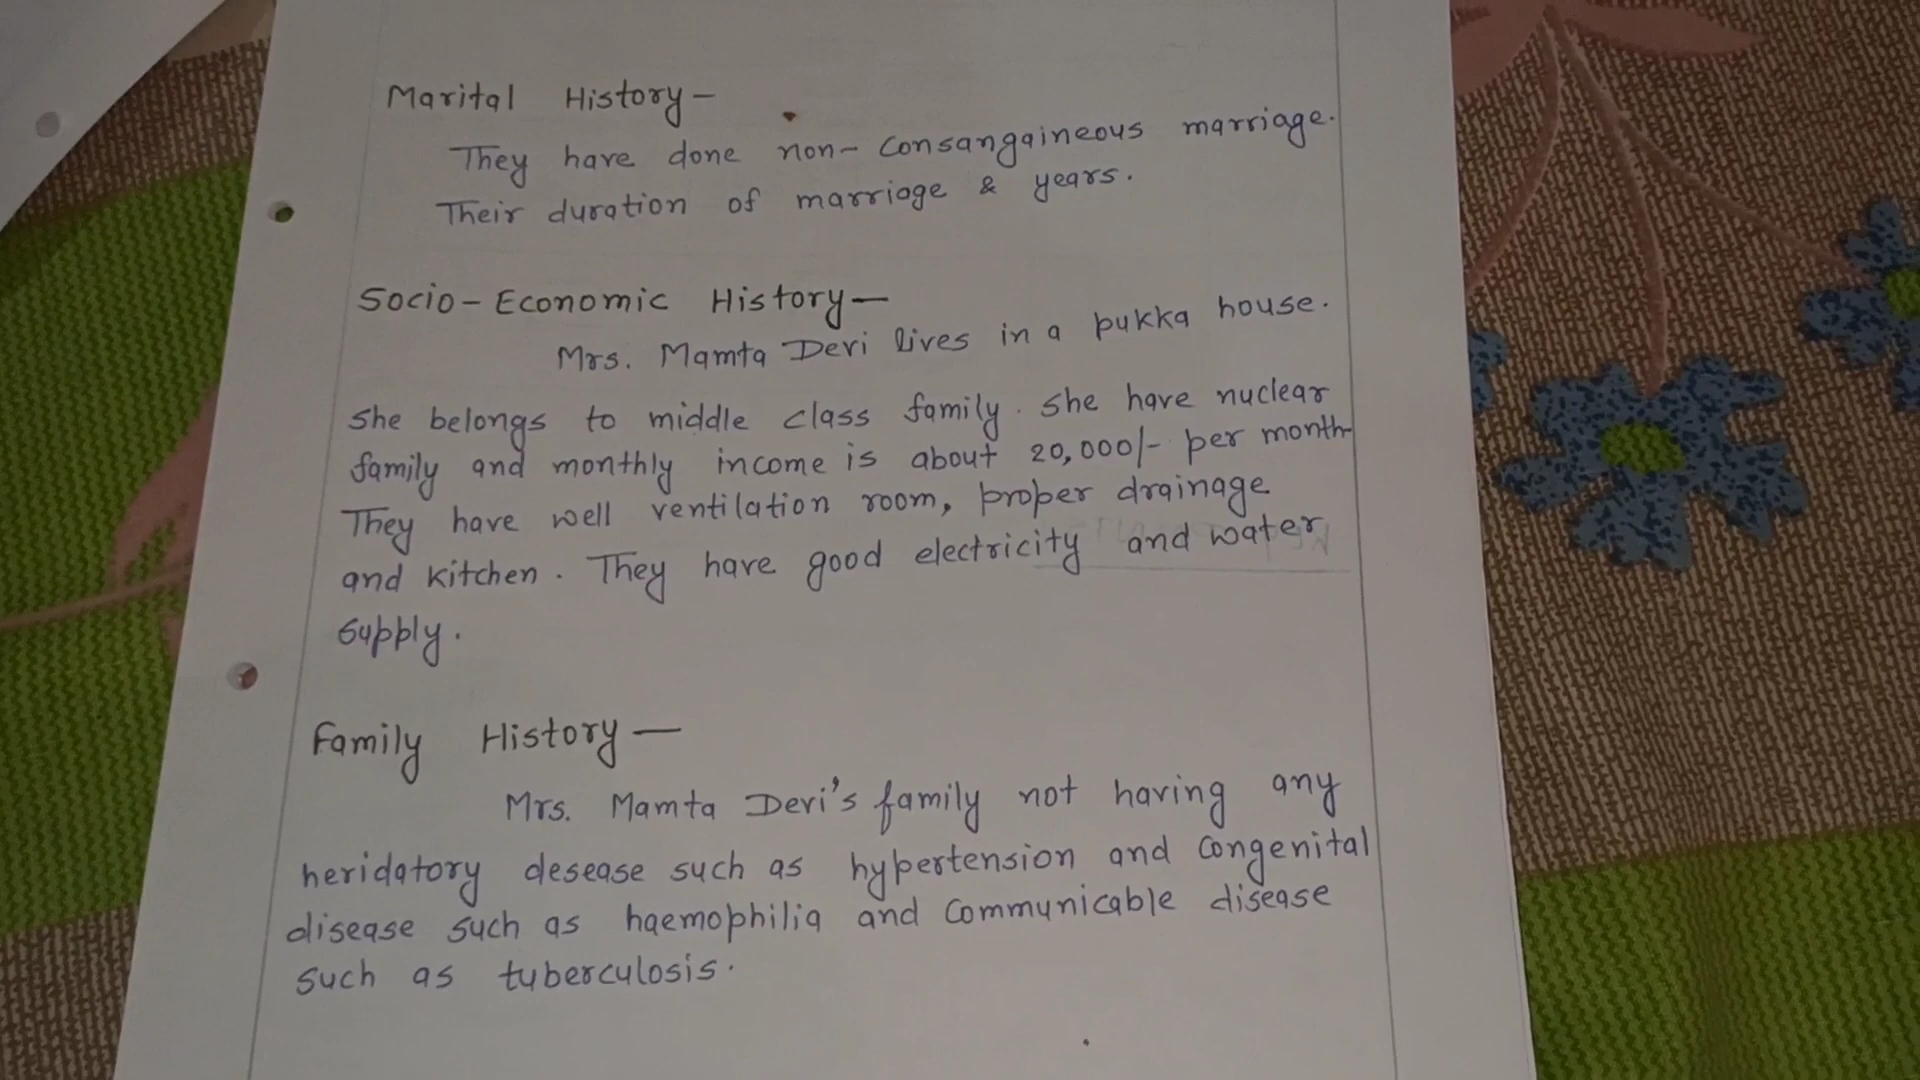 Marital History-
They have done non-consangaineous marriage.
Their duration of marriage & years.
Socio-Economic History-
Mrs. Mamta Devi lives in a pukka house.
She belongs to middle class family. She have nuclear
family and monthly income is about 20,000/- per month
They have well ventilation room, proper drainage
and kitchen. They have good electricity and water
supply.
Family History-
Mrs. Mamta Devi's family not having any
heridatory desease such as hypertension and congenital
disease such as haemophilia and communicable disease
such as tuberculosis.